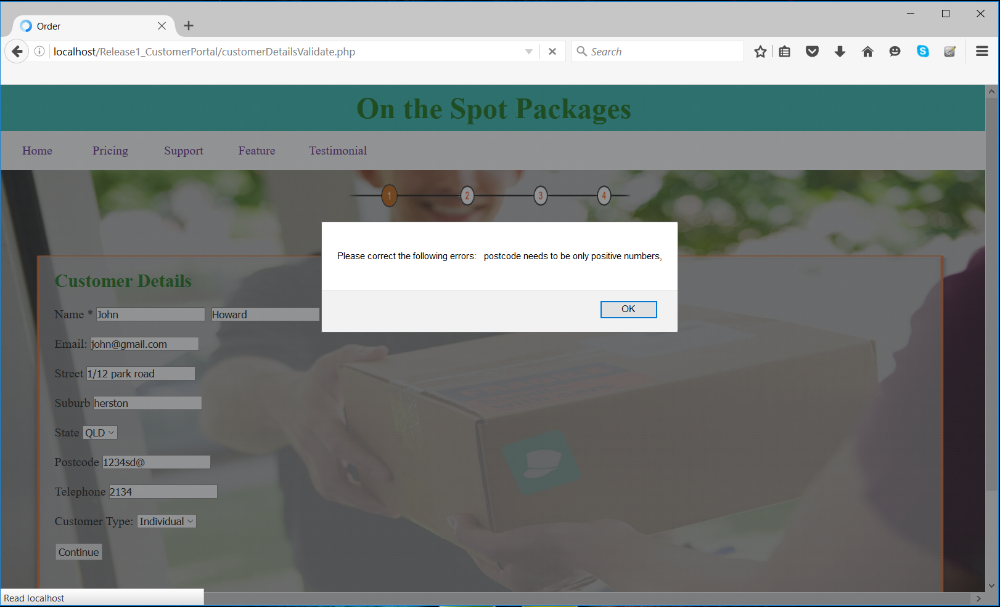 Order
localhost/Release1_CustomerPortal/customerDetailsValidate.php
Search
On the Spot Packages
Home Pricing Support Feature Testimonial
1 2 3 4
Please correct the following errors: postcode needs to be only positive numbers,
OK
Customer Details
Name * John Howard
Email: john@gmail.com
Street 1/12 park road
Suburb herston
State QLD
Postcode 1234sd@
Telephone 2134
Customer Type: Individual
Continue
Read localhost